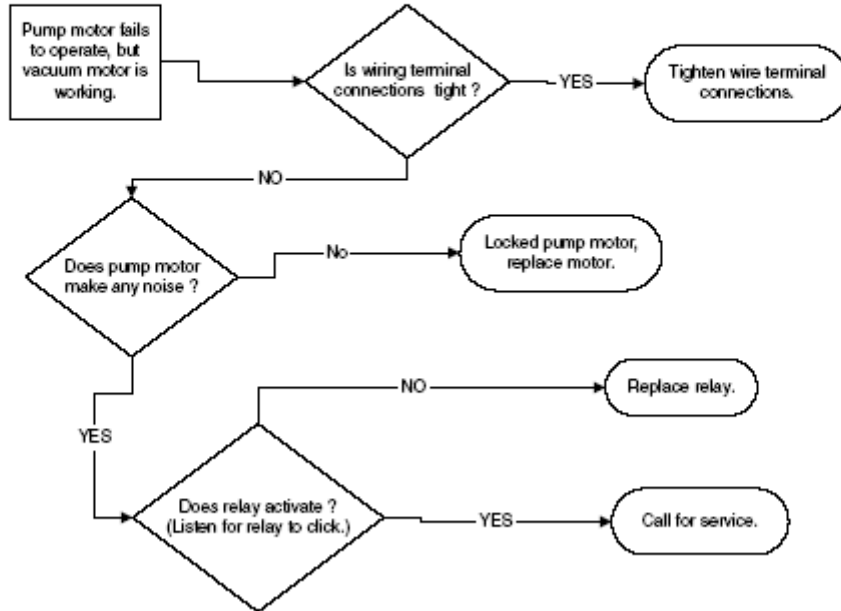 Pump motor fails
to operate, but
vacuum motor is
working.
Is wiring terminal
connections tight ?
YES
Tighten wire terminal
connections.
NO
Does pump motor
make any noise ?
No
Locked pump motor,
replace motor.
YES
NO
Replace relay.
Does relay activate ?
(Listen for relay to click.)
YES
Call for service.